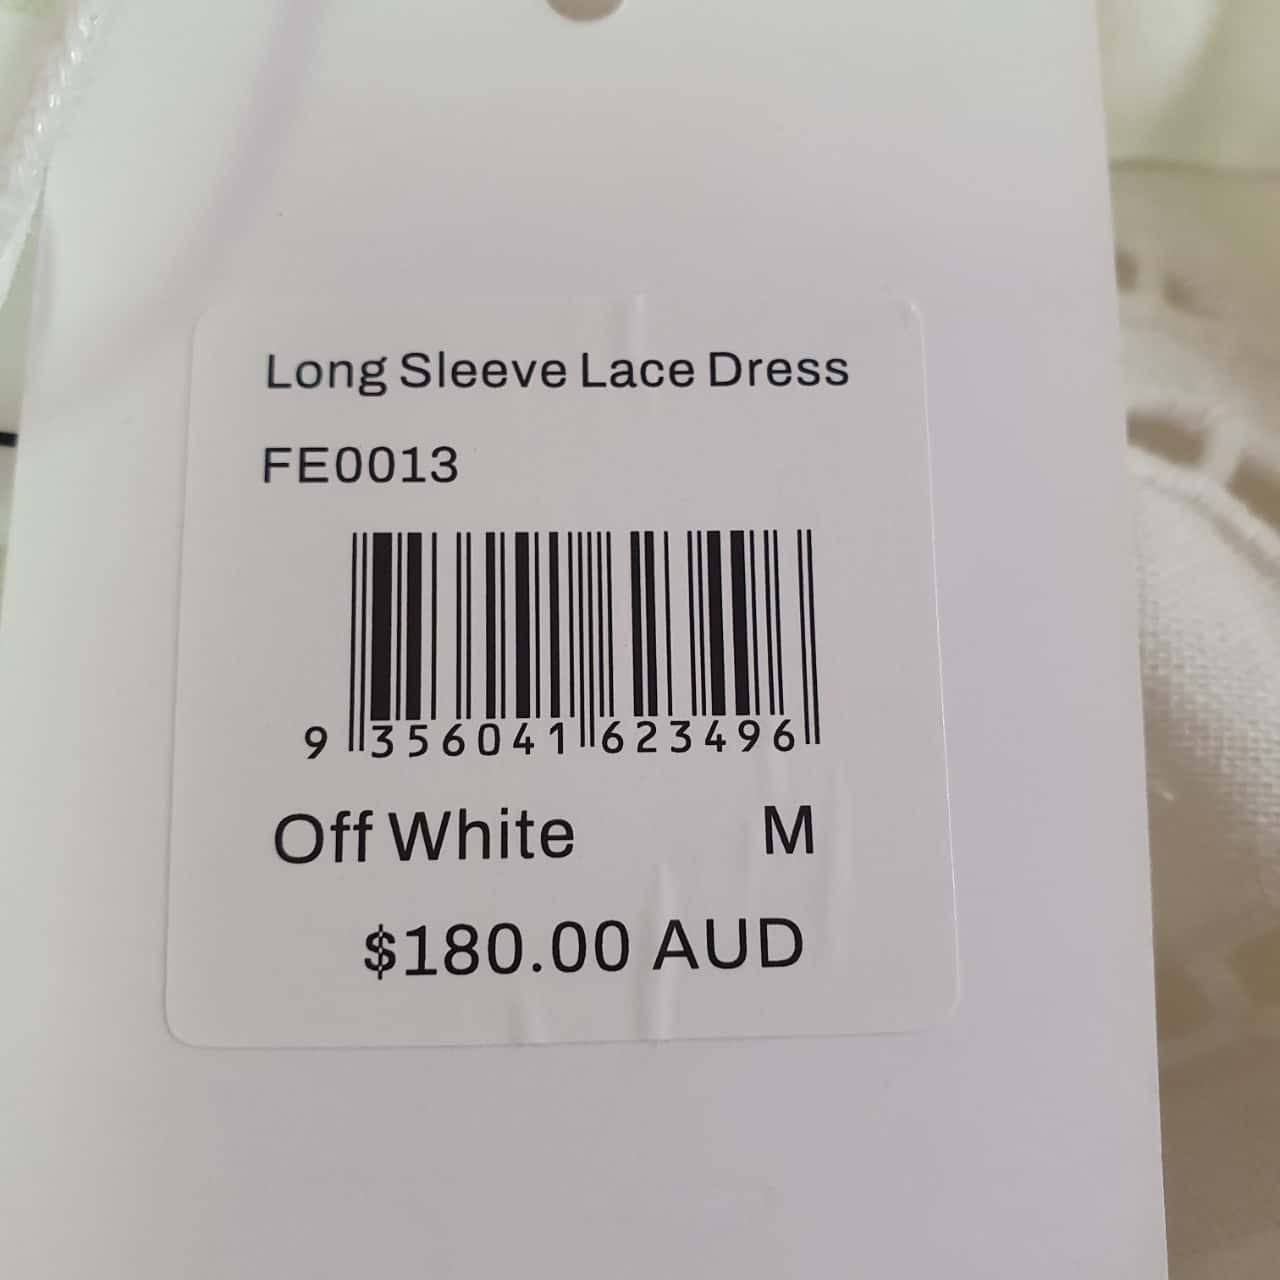 Long Sleeve Lace Dress
FE0013
9 356041 623496
Off White M
$180.00 AUD